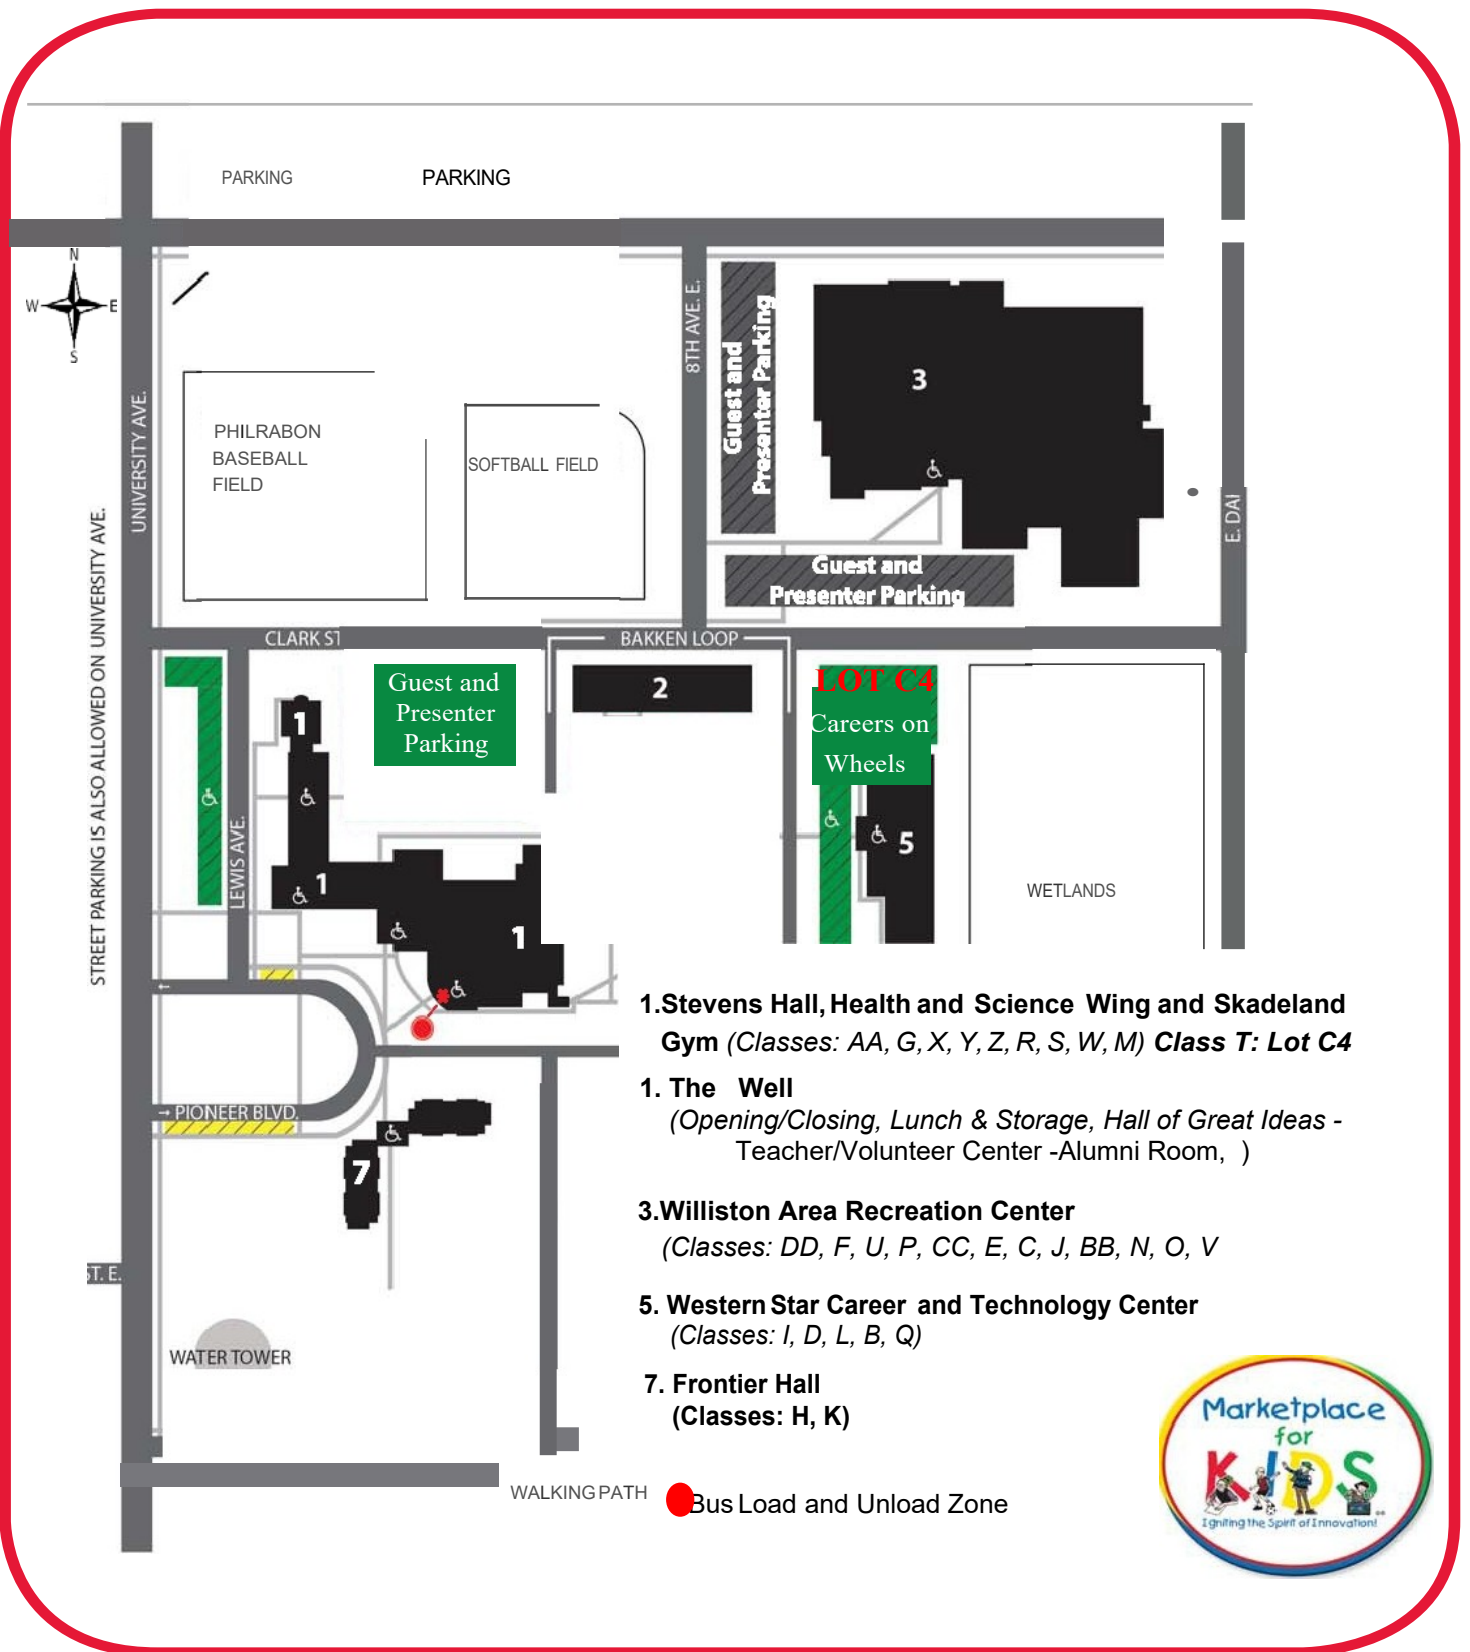 PARKING
PARKING
N
W
E
S
UNIVERSITY AVE.
STREET PARKING IS ALSO ALLOWED ON UNIVERSITY AVE.
PHILRABON
BASEBALL
FIELD
SOFTBALL FIELD
8TH AVE. E.
Guest and
Presenter Parking
3
Guest and
Presenter Parking
E. DAI
CLARK ST
BAKKEN LOOP
Guest and
Presenter
Parking
2
LOT C4
Careers on
Wheels
1
LEWIS AVE.
1
1
5
WETLANDS
←
→ PIONEER BLVD.
7
ST. E.
WATER TOWER
WALKING PATH
1.Stevens Hall, Health and Science Wing and Skadeland
Gym (Classes: AA, G, X, Y, Z, R, S, W, M) Class T: Lot C4
1. The Well
(Opening/Closing, Lunch & Storage, Hall of Great Ideas -
Teacher/Volunteer Center -Alumni Room, )
3.Williston Area Recreation Center
(Classes: DD, F, U, P, CC, E, C, J, BB, N, O, V
5. Western Star Career and Technology Center
(Classes: I, D, L, B, Q)
7. Frontier Hall
(Classes: H, K)
Bus Load and Unload Zone
Marketplace
for
KIDS
Igniting the Spirit of Innovation!